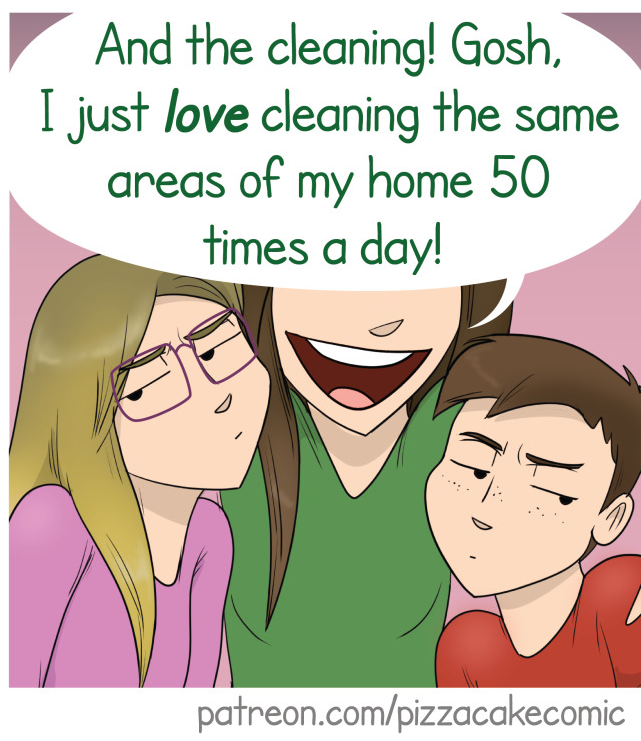 And the cleaning! Gosh,
I just love cleaning the same
areas of my home 50
times a day!
patreon.com/pizzacakecomic